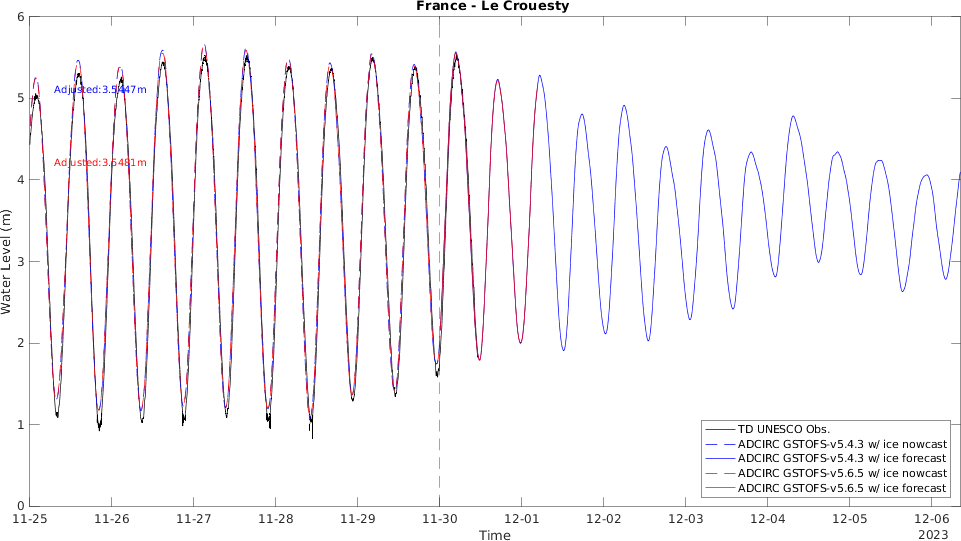 France - Le Crouesty
6
5
4
3
2
1
0
Water Level (m)
Adjusted:3.5447m
Adjusted:3.5481m
TD UNESCO Obs.
ADCIRC GSTOFS-v5.4.3 w/ ice nowcast
ADCIRC GSTOFS-v5.4.3 w/ ice forecast
ADCIRC GSTOFS-v5.6.5 w/ ice nowcast
ADCIRC GSTOFS-v5.6.5 w/ ice forecast
11-25 11-26 11-27 11-28 11-29 11-30 12-01 12-02 12-03 12-04 12-05 12-06
2023
Time